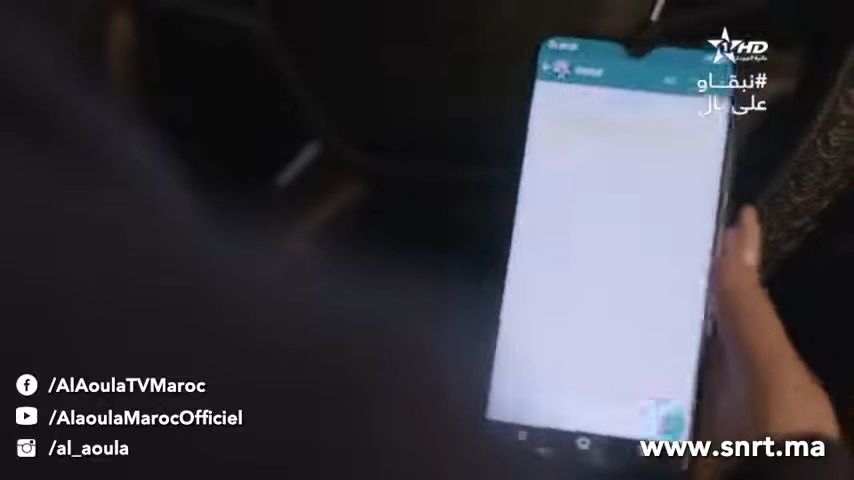 HD
#نبقاو
على بال
/AlAoulaTVMaroc
/AlaoulaMarocOfficiel
/al_aoula
www.snrt.ma